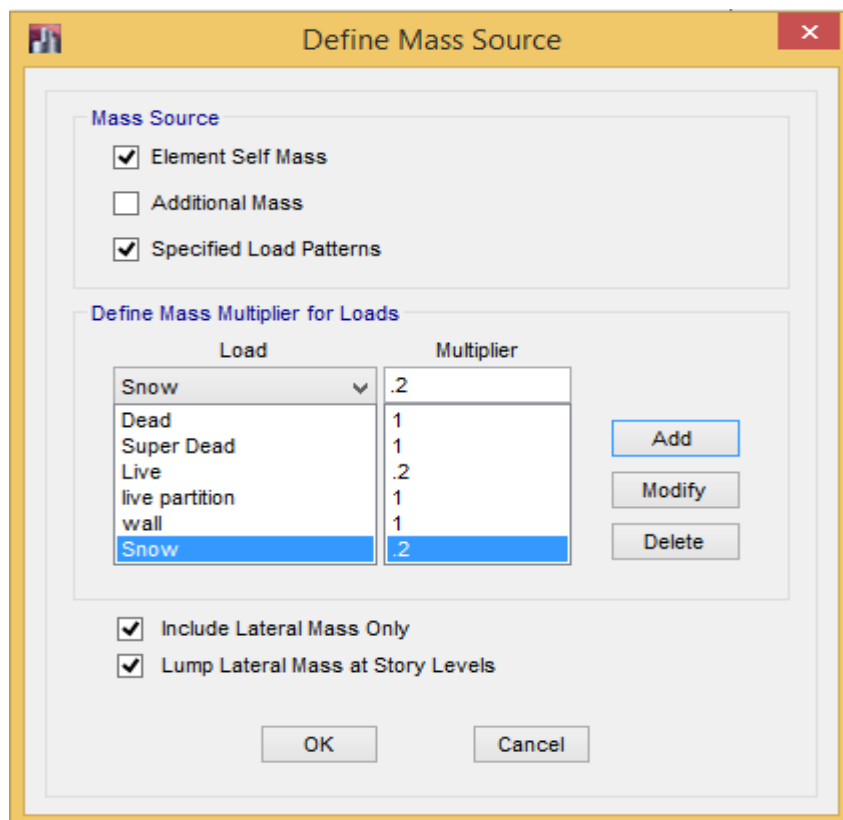 Define Mass Source
Mass Source
Element Self Mass
Additional Mass
Specified Load Patterns
Define Mass Multiplier for Loads
Load Multiplier
Snow .2
Dead 1
Super Dead 1
Live .2
live partition 1
wall 1
Snow .2
Add
Modify
Delete
Include Lateral Mass Only
Lump Lateral Mass at Story Levels
OK Cancel